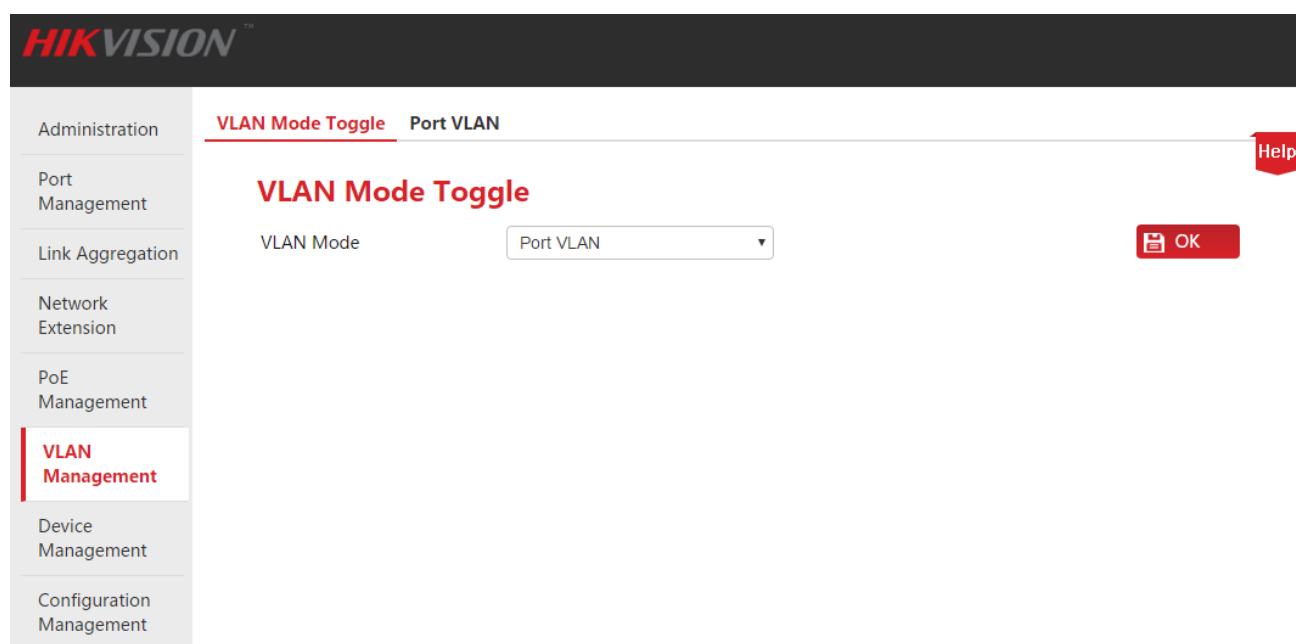 HIKVISION ™
Administration
Port
Management
Link Aggregation
Network
Extension
PoE
Management
VLAN
Management
Device
Management
Configuration
Management
VLAN Mode Toggle Port VLAN
Help
VLAN Mode Toggle
VLAN Mode Port VLAN OK